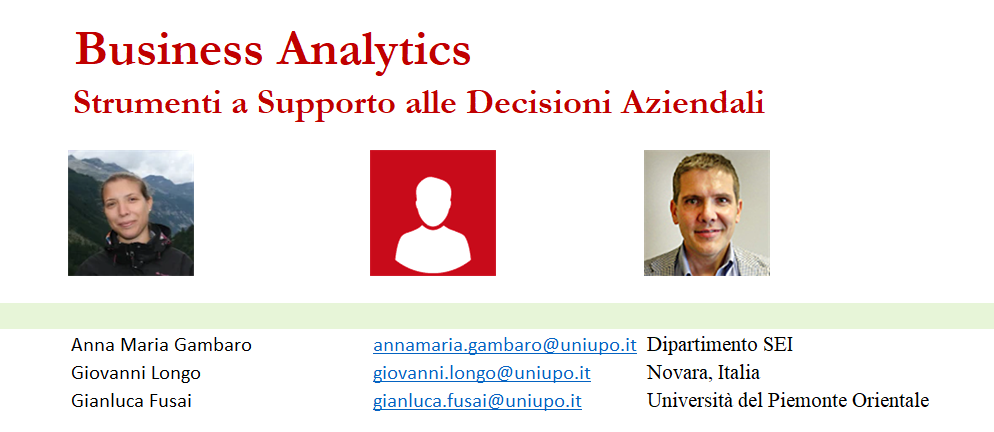 Business Analytics
Strumenti a Supporto alle Decisioni Aziendali
Anna Maria Gambaro annamaria.gambaro@uniupo.it Dipartimento SEI
Giovanni Longo giovanni.longo@uniupo.it Novara, Italia
Gianluca Fusai gianluca.fusai@uniupo.it Università del Piemonte Orientale